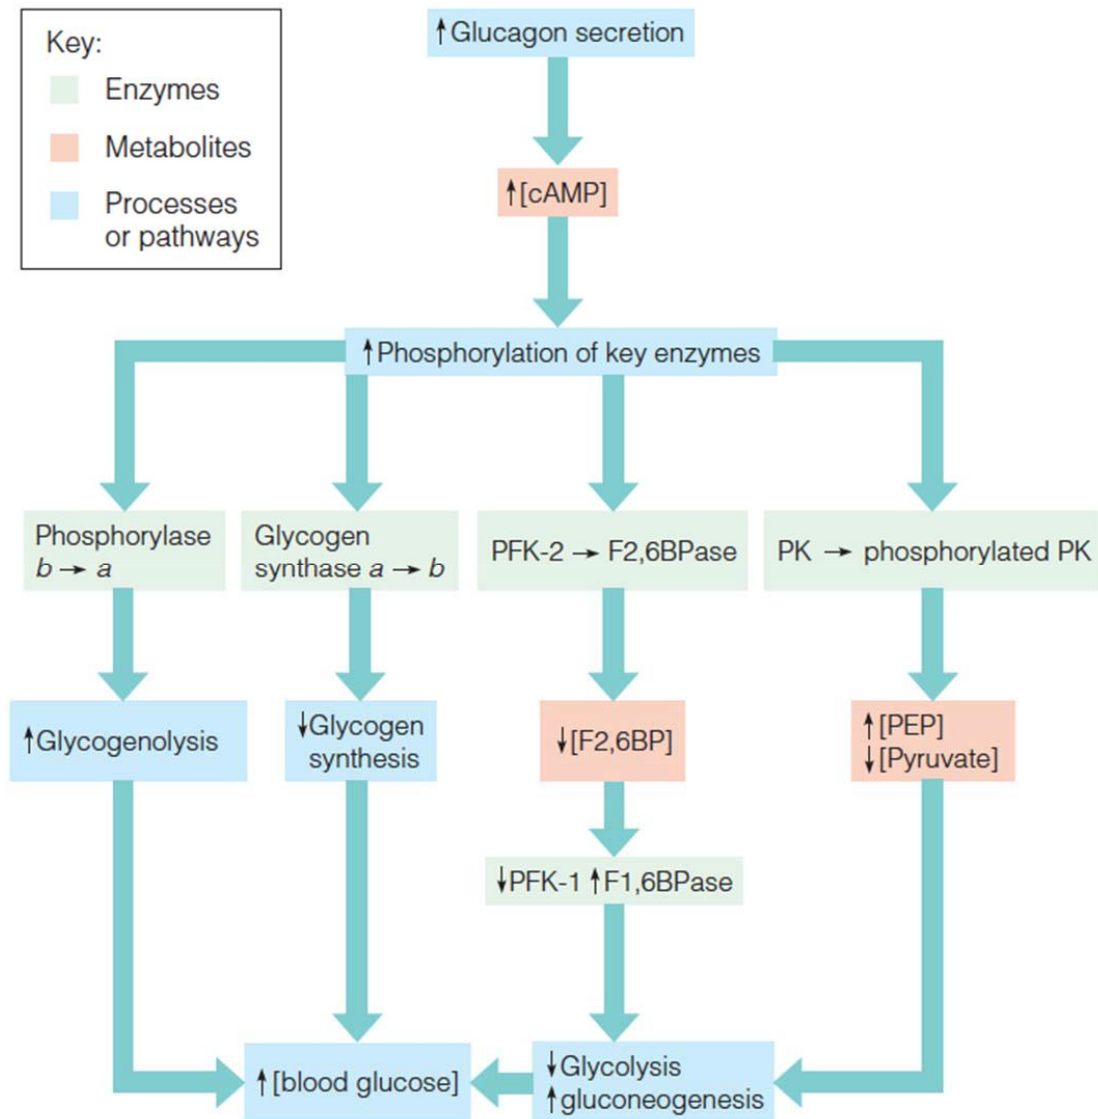 Key:
Enzymes
Metabolites
Processes
or pathways
↑Glucagon secretion
↑[cAMP]
↑Phosphorylation of key enzymes
Phosphorylase
b → a
Glycogen
synthase a → b
PFK-2 → F2,6BPase
PK → phosphorylated PK
↑Glycogenolysis
↓Glycogen
synthesis
↓[F2,6BP]
↑[PEP]
↓[Pyruvate]
↓PFK-1 ↑F1,6BPase
↑[blood glucose]
↓Glycolysis
↑gluconeogenesis